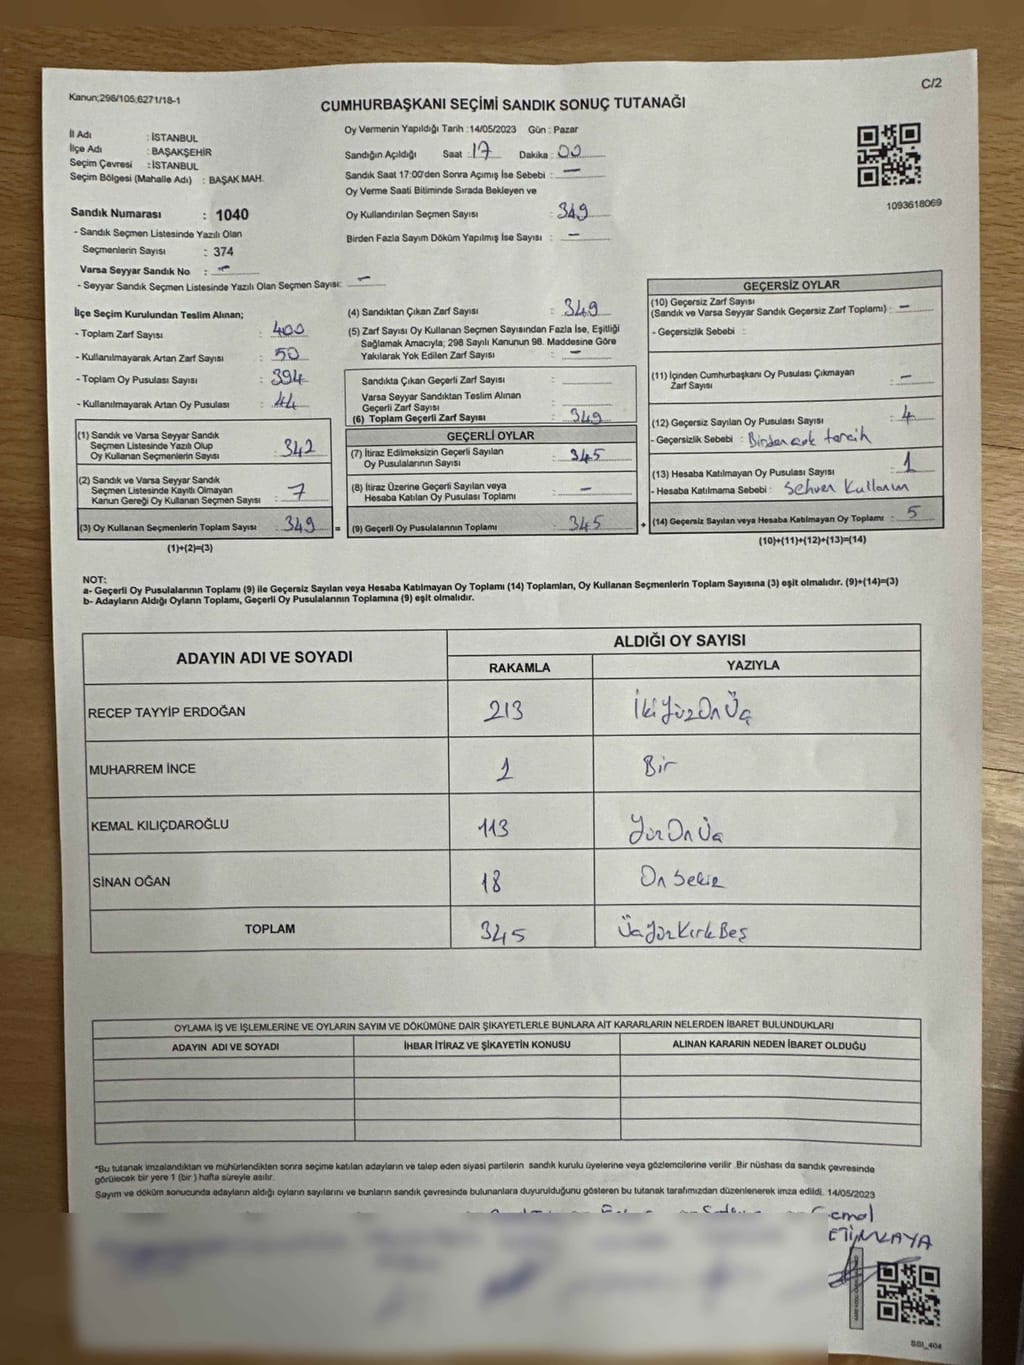 Kanun;298/105;6271/18-1
C/2
CUMHURBAŞKANI SEÇİMİ SANDIK SONUÇ TUTANAĞI
İl Adı : İSTANBUL
İlçe Adı : BAŞAKŞEHİR
Seçim Çevresi : İSTANBUL
Seçim Bölgesi (Mahalle Adı) : BAŞAK MAH.
Sandık Numarası : 1040
- Sandık Seçmen Listesinde Yazılı Olan
Seçmenlerin Sayısı : 374
Varsa Seyyar Sandık No : -
- Seyyar Sandık Seçmen Listesinde Yazılı Olan Seçmen Sayısı: -
Oy Vermenin Yapıldığı Tarih :14/05/2023 Gün : Pazar
Sandığın Açıldığı Saat : 17 Dakika : 00
Sandık Saat 17:00'den Sonra Açımış İse Sebebi : -
Oy Verme Saati Bitiminde Sırada Bekleyen ve
Oy Kullandırılan Seçmen Sayısı : 349
Birden Fazla Sayım Döküm Yapılmış İse Sayısı : -
1093618069
İlçe Seçim Kurulundan Teslim Alınan;
- Toplam Zarf Sayısı : 400
- Kullanılmayarak Artan Zarf Sayısı : 50
- Toplam Oy Pusulası Sayısı : 394
- Kullanılmayarak Artan Oy Pusulası : 44
(1) Sandık ve Varsa Seyyar Sandık
Seçmen Listesinde Yazılı Olup
Oy Kullanan Seçmenlerin Sayısı : 342
(2) Sandık ve Varsa Seyyar Sandık
Seçmen Listesinde Kayıtlı Olmayan
Kanun Gereği Oy Kullanan Seçmen Sayısı : 7
(3) Oy Kullanan Seçmenlerin Toplam Sayısı : 349 =
(1)+(2)=(3)
(4) Sandıktan Çıkan Zarf Sayısı : 349
(5) Zarf Sayısı Oy Kullanan Seçmen Sayısından Fazla İse, Eşitliği
Sağlamak Amacıyla; 298 Sayılı Kanunun 98. Maddesine Göre
Yakılarak Yok Edilen Zarf Sayısı : -
Sandıkta Çıkan Geçerli Zarf Sayısı :
Varsa Seyyar Sandıktan Teslim Alınan
Geçerli Zarf Sayısı :
(6) Toplam Geçerli Zarf Sayısı : 349
GEÇERLİ OYLAR
(7) İtiraz Edilmeksizin Geçerli Sayılan
Oy Pusulalarının Sayısı : 345
(8) İtiraz Üzerine Geçerli Sayılan veya
Hesaba Katılan Oy Pusulası Toplamı : -
(9) Geçerli Oy Pusulalarının Toplamı : 345 +
GEÇERSİZ OYLAR
(10) Geçersiz Zarf Sayısı
(Sandık ve Varsa Seyyar Sandık Geçersiz Zarf Toplamı) : -
- Geçersizlik Sebebi :
(11) İçinden Cumhurbaşkanı Oy Pusulası Çıkmayan
Zarf Sayısı : -
(12) Geçersiz Sayılan Oy Pusulası Sayısı : 4
- Geçersizlik Sebebi : Birden çok tercih
(13) Hesaba Katılmayan Oy Pusulası Sayısı : 1
- Hesaba Katılmama Sebebi : Sehven Kullanım
(14) Geçersiz Sayılan veya Hesaba Katılmayan Oy Toplamı : 5
(10)+(11)+(12)+(13)=(14)
NOT:
a- Geçerli Oy Pusulalarının Toplamı (9) ile Geçersiz Sayılan veya Hesaba Katılmayan Oy Toplamı (14) Toplamları, Oy Kullanan Seçmenlerin Toplam Sayısına (3) eşit olmalıdır. (9)+(14)=(3)
b- Adayların Aldığı Oyların Toplamı, Geçerli Oy Pusulalarının Toplamına (9) eşit olmalıdır.
ADAYIN ADI VE SOYADI
ALDIĞI OY SAYISI
RAKAMLA YAZIYLA
RECEP TAYYİP ERDOĞAN 213 İkiYüzOnÜç
MUHARREM İNCE 1 Bir
KEMAL KILIÇDAROĞLU 113 YüzOnÜç
SİNAN OĞAN 18 On Sekiz
TOPLAM 345 ÜçYüzKırkBeş
OYLAMA İŞ VE İŞLEMLERİNE VE OYLARIN SAYIM VE DÖKÜMÜNE DAİR ŞİKAYETLERLE BUNLARA AİT KARARLARIN NELERDEN İBARET BULUNDUKLARI
ADAYIN ADI VE SOYADI İHBAR İTİRAZ VE ŞİKAYETİN KONUSU ALINAN KARARIN NEDEN İBARET OLDUĞU
*Bu tutanak imzalandıktan ve mühürlendikten sonra seçime katılan adayların ve talep eden siyasi partilerin sandık kurulu üyelerine veya gözlemcilerine verilir .Bir nüshası da sandık çevresinde
görülecek bir yere 1 (bir ) hafta süreyle asılır.
Sayım ve döküm sonucunda adayların aldığı oyların sayılarını ve bunların sandık çevresinde bulunanlara duyurulduğunu gösteren bu tutanak tarafımızdan düzenlenerek imza edildi. 14/05/2023
BBI_404